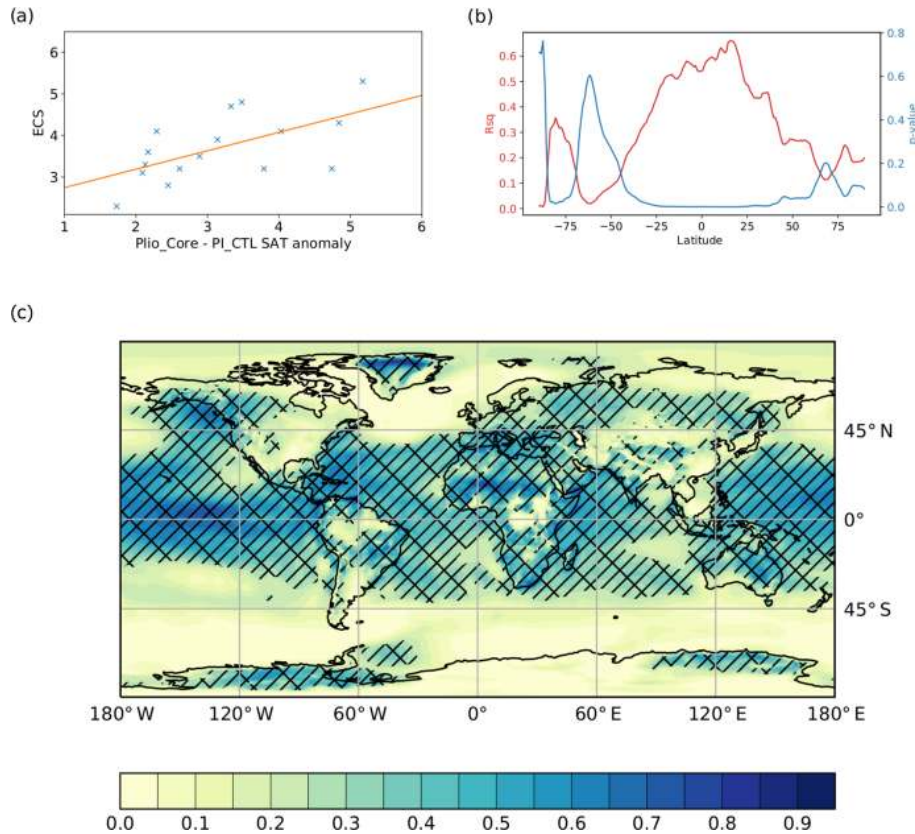 (a)
6
5
4
3
ECS
1 2 3 4 5 6
Plio_Core - PI_CTL SAT anomaly
(b)
0.6
0.5
0.4
0.3
0.2
0.1
0.0
Rsq
0.8
0.6
0.4
0.2
0.0
p-value
−75 −50 −25 0 25 50 75
Latitude
(c)
45°N
0°
45°S
180°W 120°W 60°W 0° 60°E 120°E 180°E
0.0 0.1 0.2 0.3 0.4 0.5 0.6 0.7 0.8 0.9